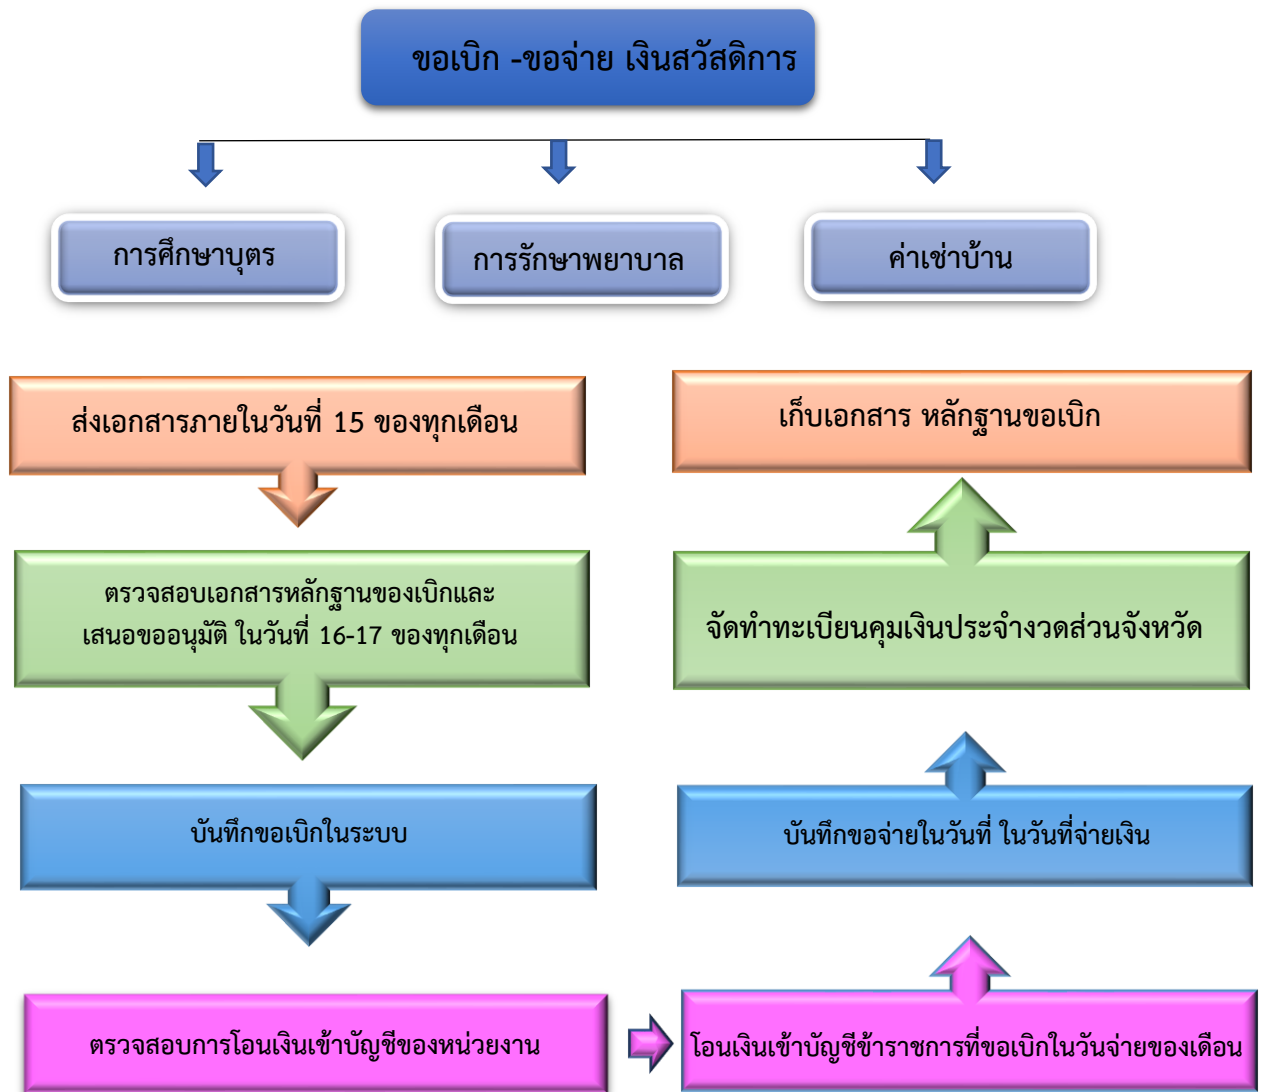 ขอเบิก -ขอจ่าย เงินสวัสดิการ
การศึกษาบุตร
การรักษาพยาบาล
ค่าเช่าบ้าน
ส่งเอกสารภายในวันที่ 15 ของทุกเดือน
ตรวจสอบเอกสารหลักฐานของเบิกและ
เสนอขออนุมัติ ในวันที่ 16-17 ของทุกเดือน
บันทึกขอเบิกในระบบ
ตรวจสอบการโอนเงินเข้าบัญชีของหน่วยงาน
โอนเงินเข้าบัญชีข้าราชการที่ขอเบิกในวันจ่ายของเดือน
บันทึกขอจ่ายในวันที่ ในวันที่จ่ายเงิน
จัดทำทะเบียนคุมเงินประจำงวดส่วนจังหวัด
เก็บเอกสาร หลักฐานขอเบิก